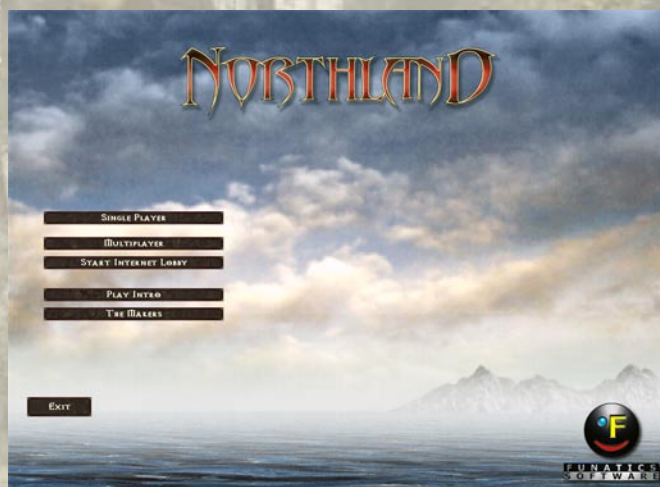 NORTHLAND
SINGLE PLAYER
MULTIPLAYER
START INTERNET LOBBY
PLAY INTRO
THE MAKERS
EXIT
F
FUNATICS
SOFTWARE